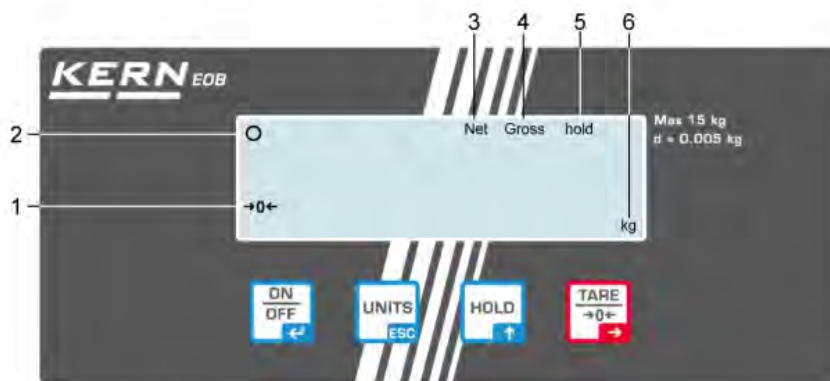 3 4 5 6
KERN EOB
2 O Net Gross hold Max 15 kg
d = 0.005 kg
1 →0←
kg
ON
OFF
↵
UNITS
ESC
HOLD
↑
TARE
→0←
→